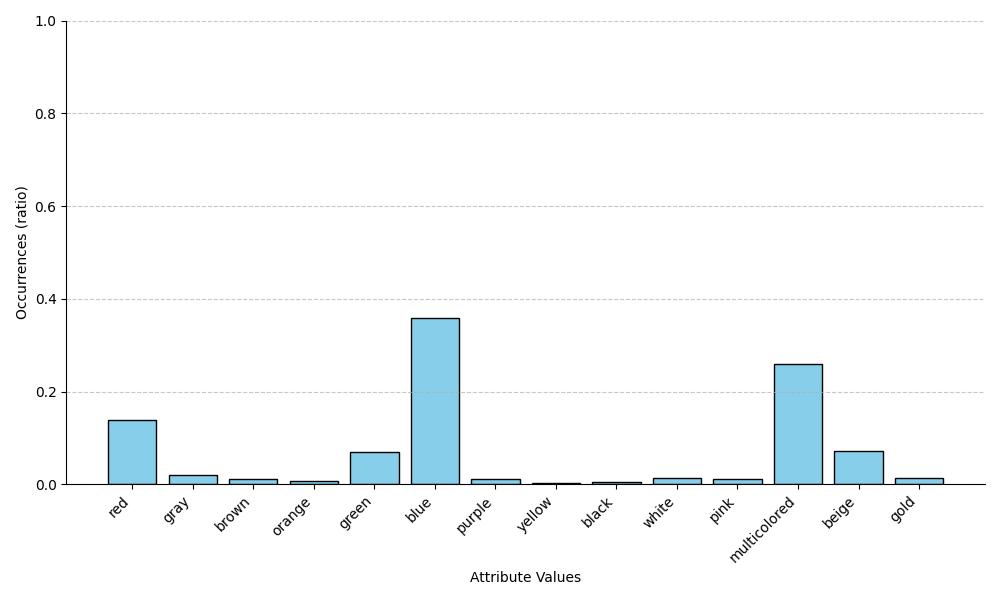 1.0
0.8
0.6
0.4
0.2
0.0
Occurrences (ratio)
red
gray
brown
orange
green
blue
purple
yellow
black
white
pink
multicolored
beige
gold
Attribute Values